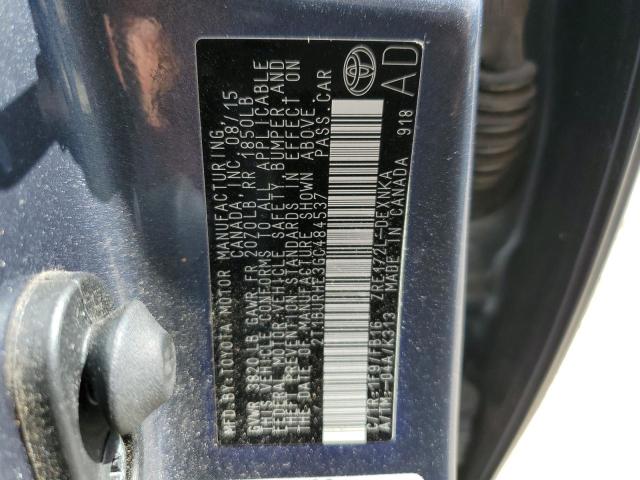 MFD. BY: TOYOTA MOTOR MANUFACTURING
CANADA, INC. 08/15
GVWR 3820LB GAWR FR 2070LB RR 1850LB
THIS VEHICLE CONFORMS TO ALL APPLICABLE
FEDERAL MOTOR VEHICLE SAFETY, BUMPER, AND
THEFT PREVENTION STANDARDS IN EFFECT ON
THE DATE OF MANUFACTURE SHOWN ABOVE.
2T1BURHE3GC484537 PASS. CAR
C/TR: 1F97/FB16 ZRE172L-DEXNKA
A/TM: -04A/K313 MADE IN CANADA 918
AD